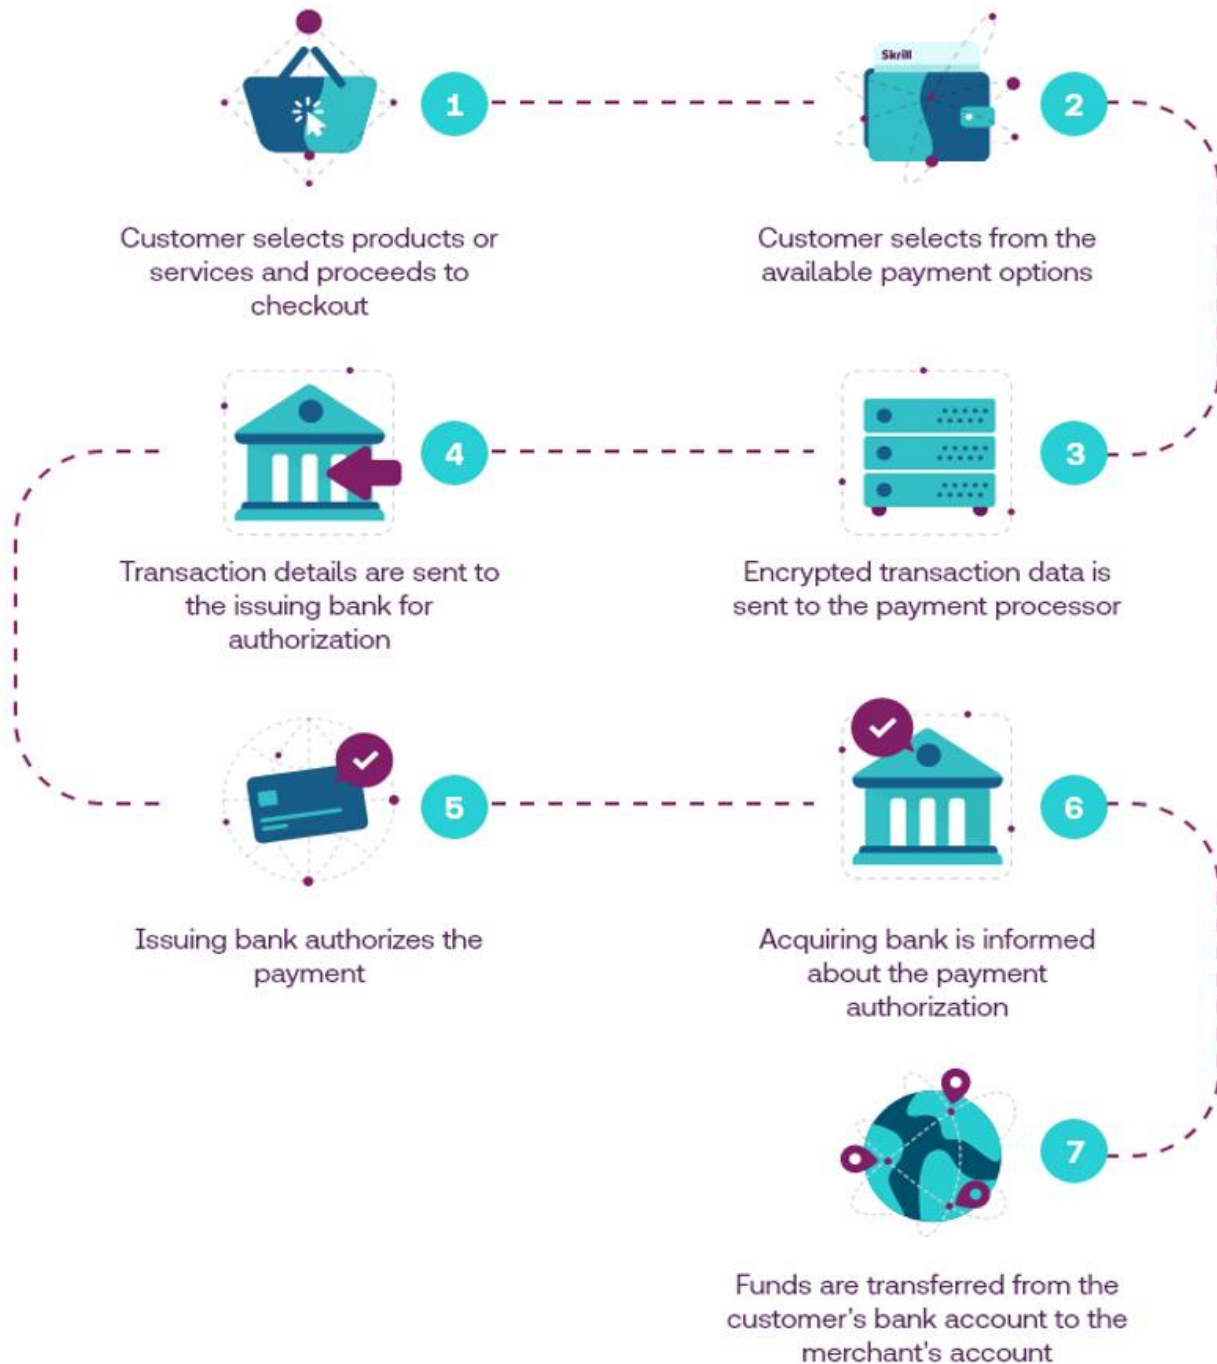 1
Customer selects products or
services and proceeds to
checkout
Skrill
2
Customer selects from the
available payment options
3
Encrypted transaction data is
sent to the payment processor
4
Transaction details are sent to
the issuing bank for
authorization
5
Issuing bank authorizes the
payment
6
Acquiring bank is informed
about the payment
authorization
7
Funds are transferred from the
customer's bank account to the
merchant's account